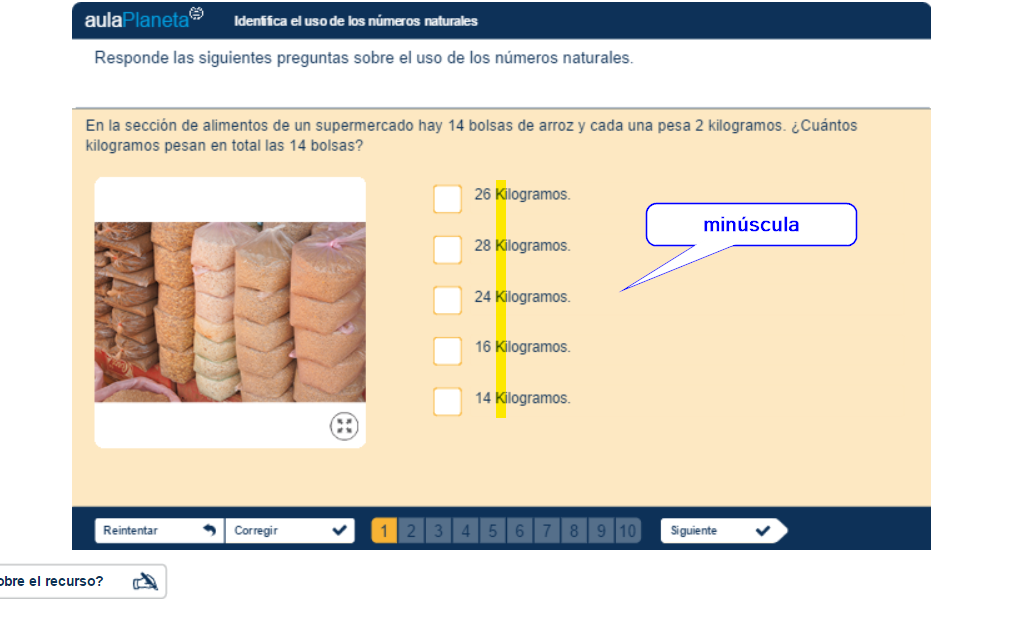 aulaPlaneta Identifica el uso de los números naturales
Responde las siguientes preguntas sobre el uso de los números naturales.
En la sección de alimentos de un supermercado hay 14 bolsas de arroz y cada una pesa 2 kilogramos. ¿Cuántos
kilogramos pesan en total las 14 bolsas?
26 Kilogramos.
28 Kilogramos.
24 Kilogramos.
16 Kilogramos.
14 Kilogramos.
minúscula
Reintentar Corregir 1 2 3 4 5 6 7 8 9 10 Siguiente
obre el recurso?